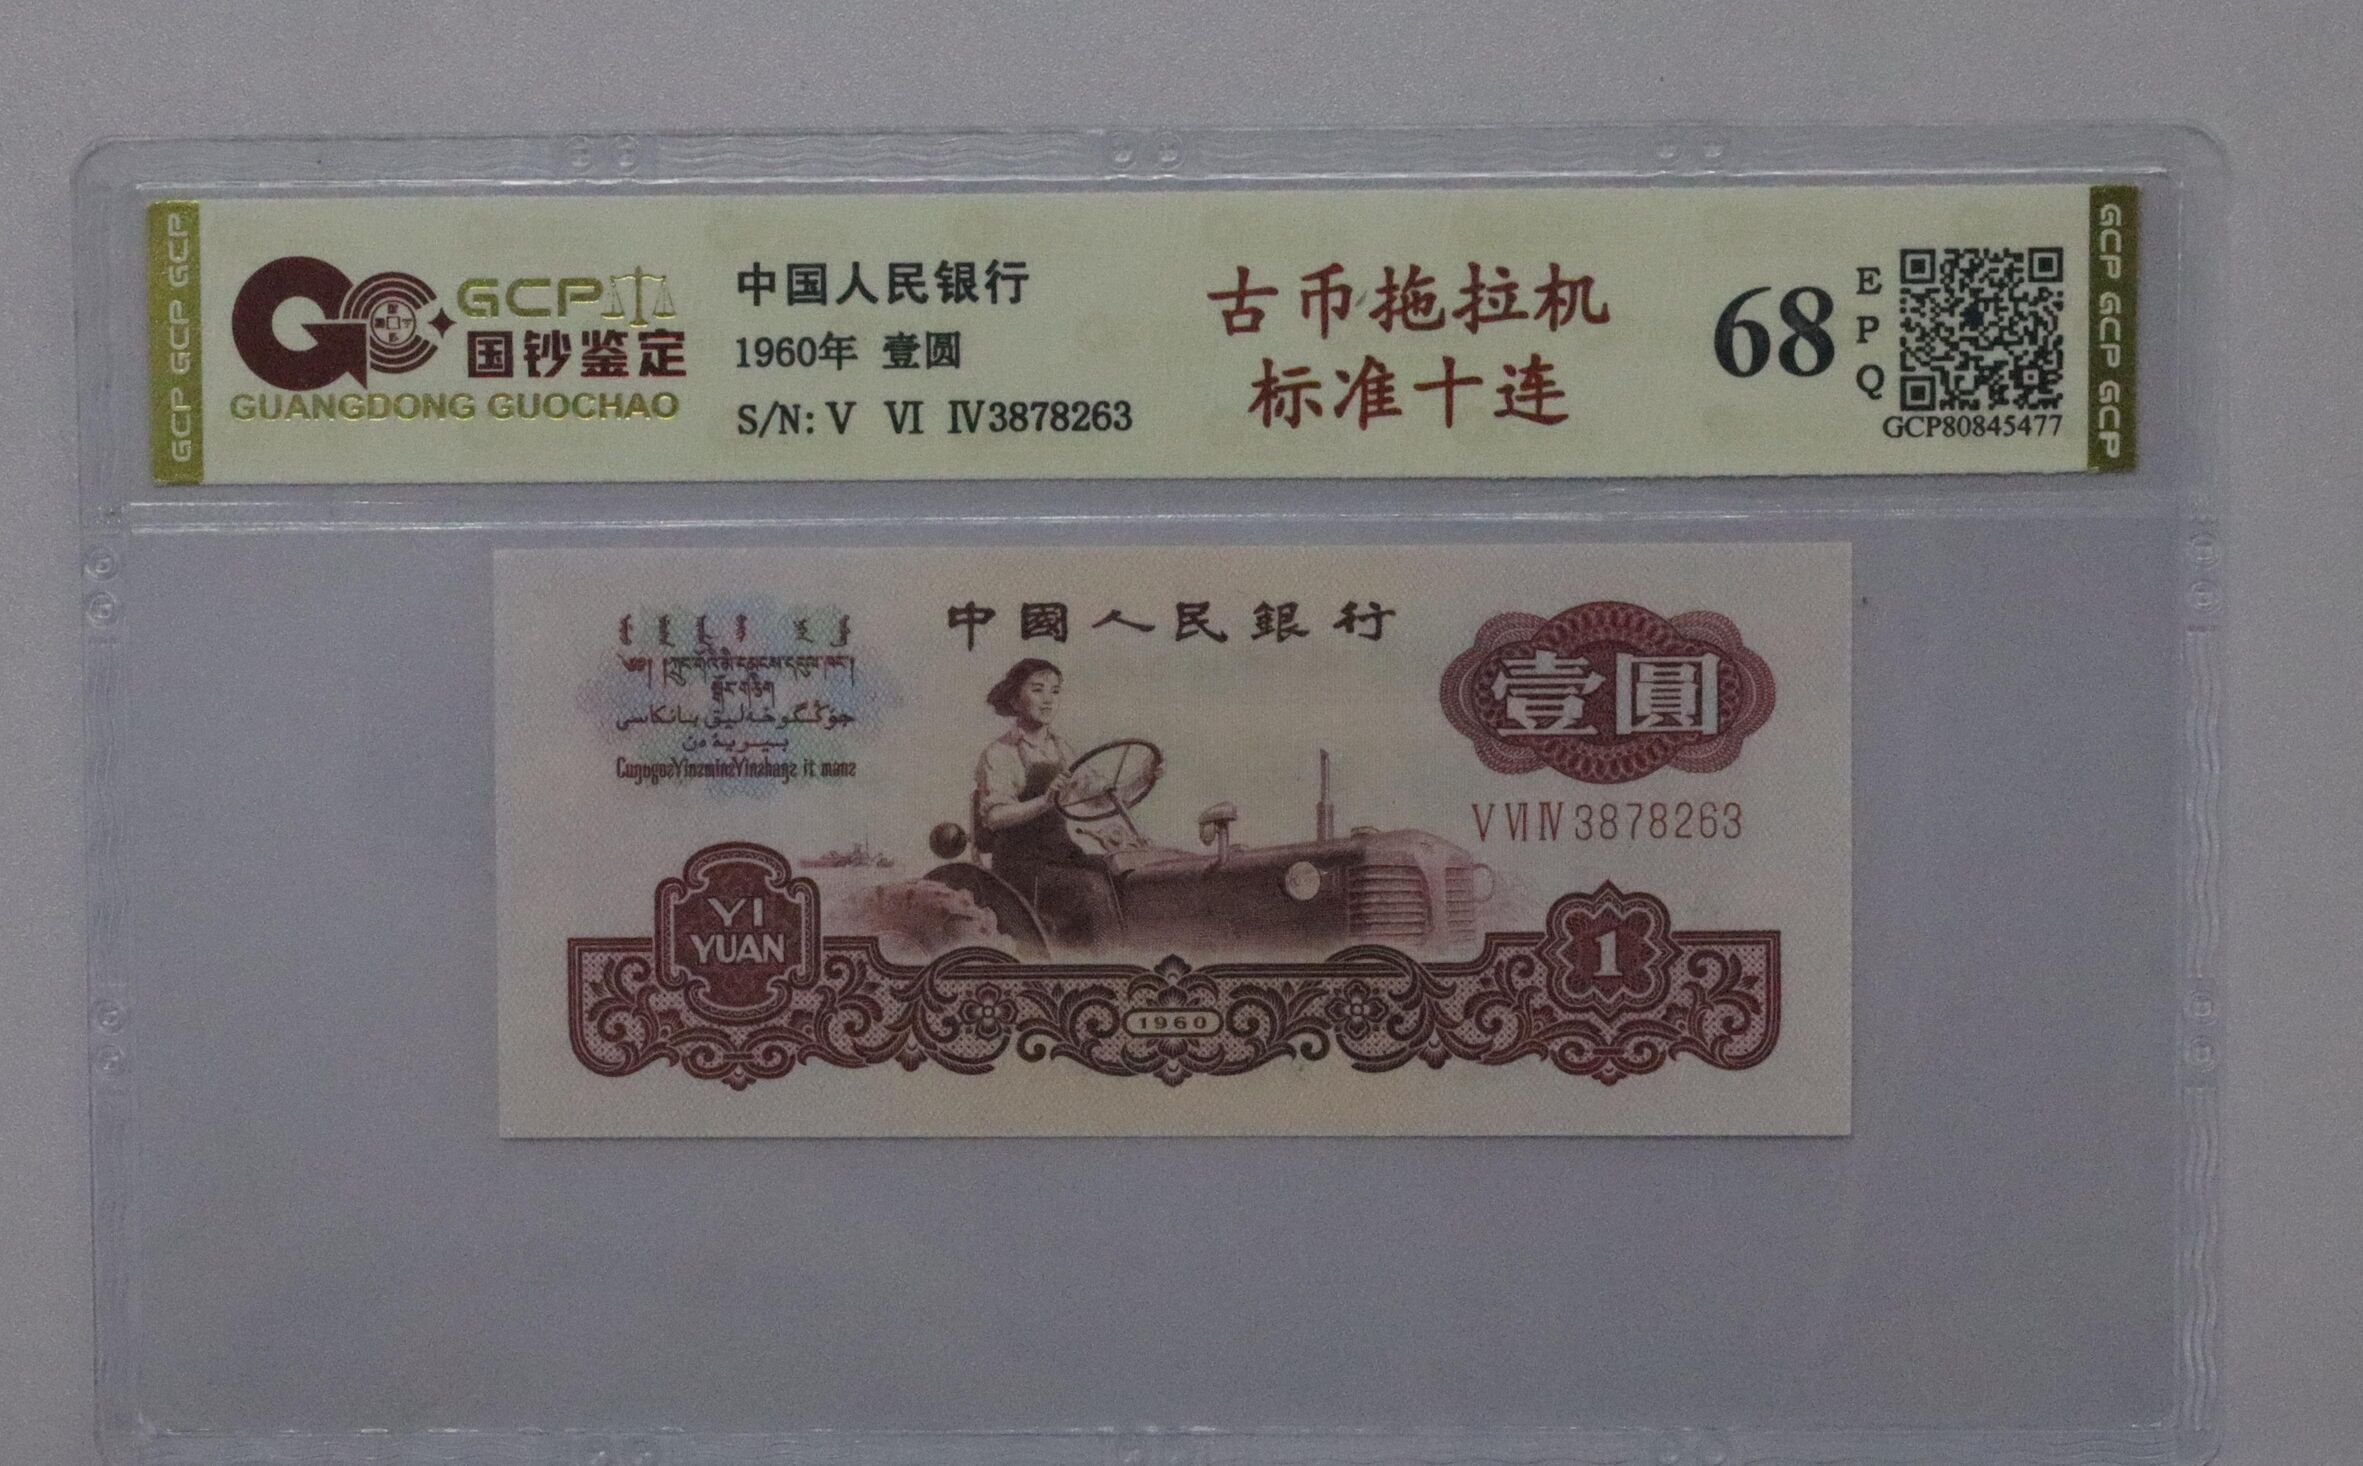 GCP GCP GCP
GCP
国钞鉴定
GUANGDONG GUOCHAO
中国人民银行
1960年 壹圆
S/N: V Ⅵ Ⅳ3878263
古币拖拉机
标准十连
68
EPQ
GCP80845477
GCP GCP GCP
中國人民銀行
壹圓
V Ⅵ Ⅳ 3878263
YI
YUAN
1
1960